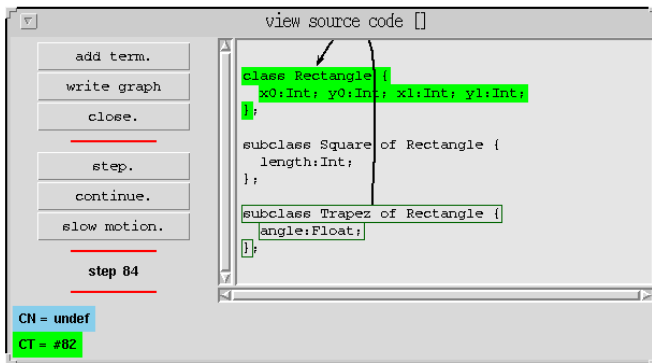 view source code []
add term.
write graph
close.
step.
continue.
slow motion.
step 84
CN = undef
CT = #82
class Rectangle {
x0:Int; y0:Int; x1:Int; y1:Int;
};
subclass Square of Rectangle {
length:Int;
};
subclass Trapez of Rectangle {
angle:Float;
};